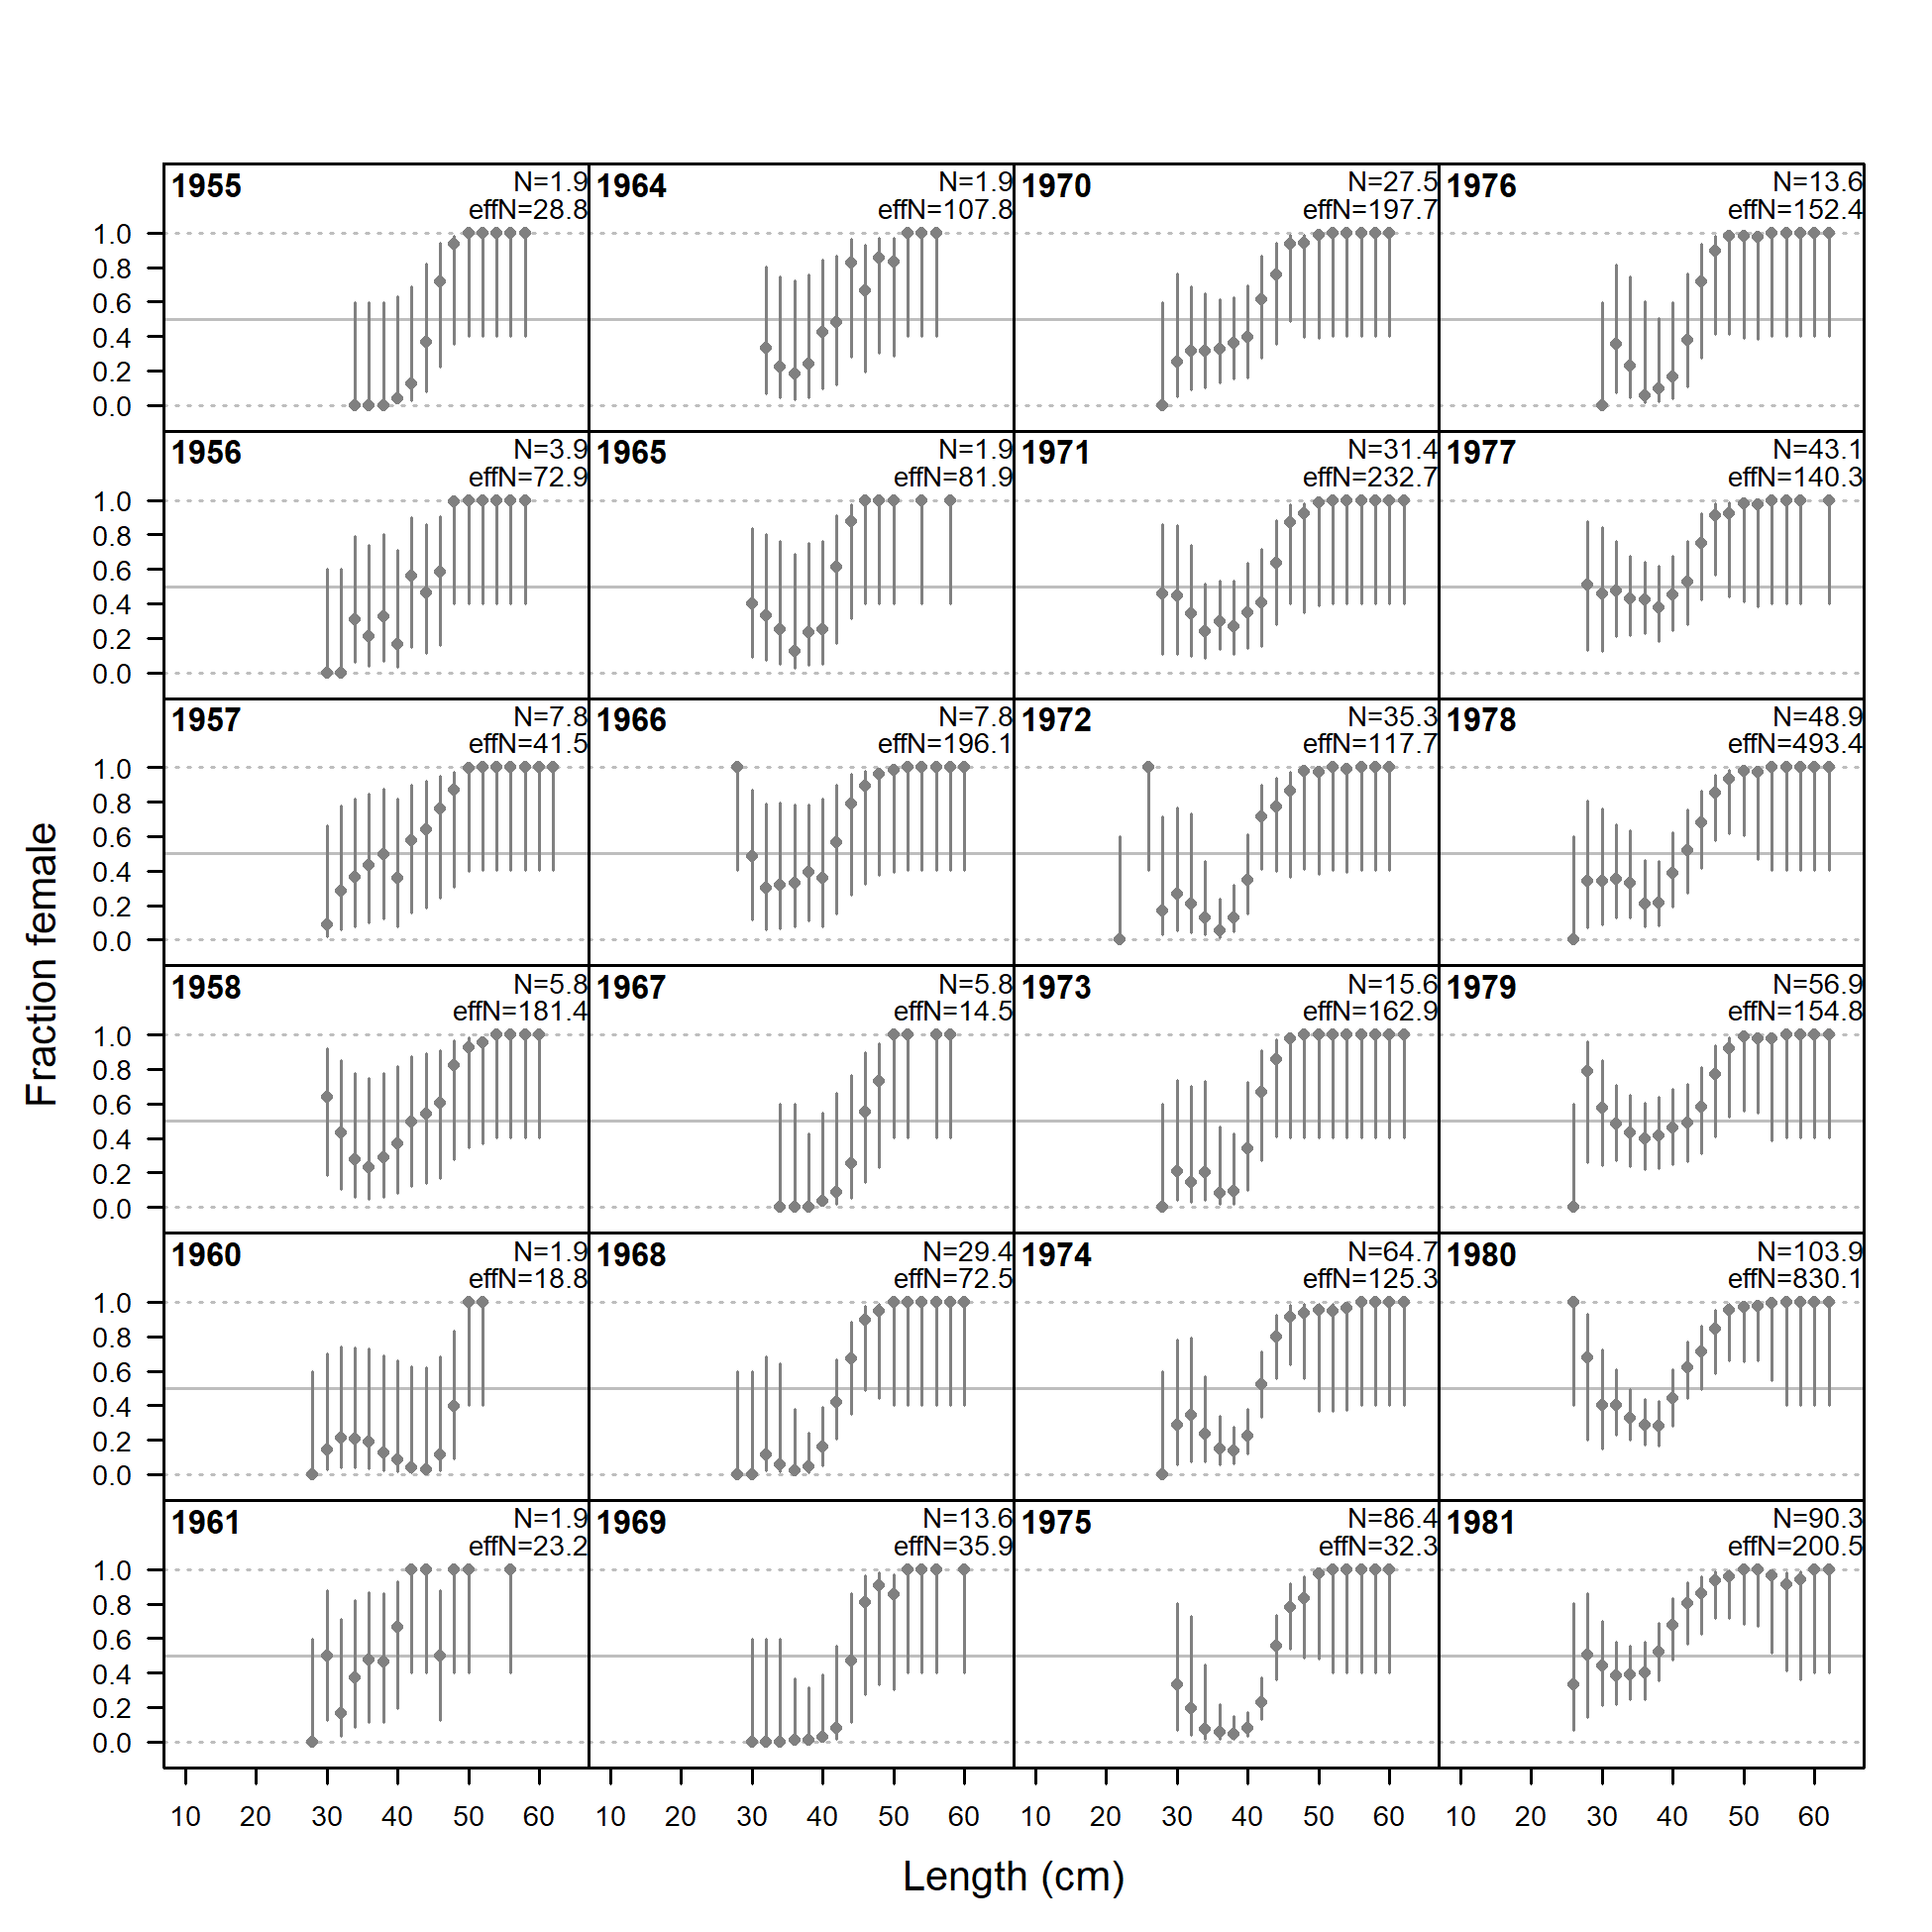 1955 N=1.9 1964 N=1.9 1970 N=27.5 1976 N=13.6
effN=28.8 effN=107.8 effN=197.7 effN=152.4
1.0
0.8
0.6
0.4
0.2
0.0
1956 N=3.9 1965 N=1.9 1971 N=31.4 1977 N=43.1
effN=72.9 effN=81.9 effN=232.7 effN=140.3
1.0
0.8
0.6
0.4
0.2
0.0
1957 N=7.8 1966 N=7.8 1972 N=35.3 1978 N=48.9
effN=41.5 effN=196.1 effN=117.7 effN=493.4
1.0
0.8
0.6
0.4
0.2
0.0
Fraction female
1958 N=5.8 1967 N=5.8 1973 N=15.6 1979 N=56.9
effN=181.4 effN=14.5 effN=162.9 effN=154.8
1.0
0.8
0.6
0.4
0.2
0.0
1960 N=1.9 1968 N=29.4 1974 N=64.7 1980 N=103.9
effN=18.8 effN=72.5 effN=125.3 effN=830.1
1.0
0.8
0.6
0.4
0.2
0.0
1961 N=1.9 1969 N=13.6 1975 N=86.4 1981 N=90.3
effN=23.2 effN=35.9 effN=32.3 effN=200.5
1.0
0.8
0.6
0.4
0.2
0.0
10 20 30 40 50 60 10 20 30 40 50 60 10 20 30 40 50 60 10 20 30 40 50 60
Length (cm)